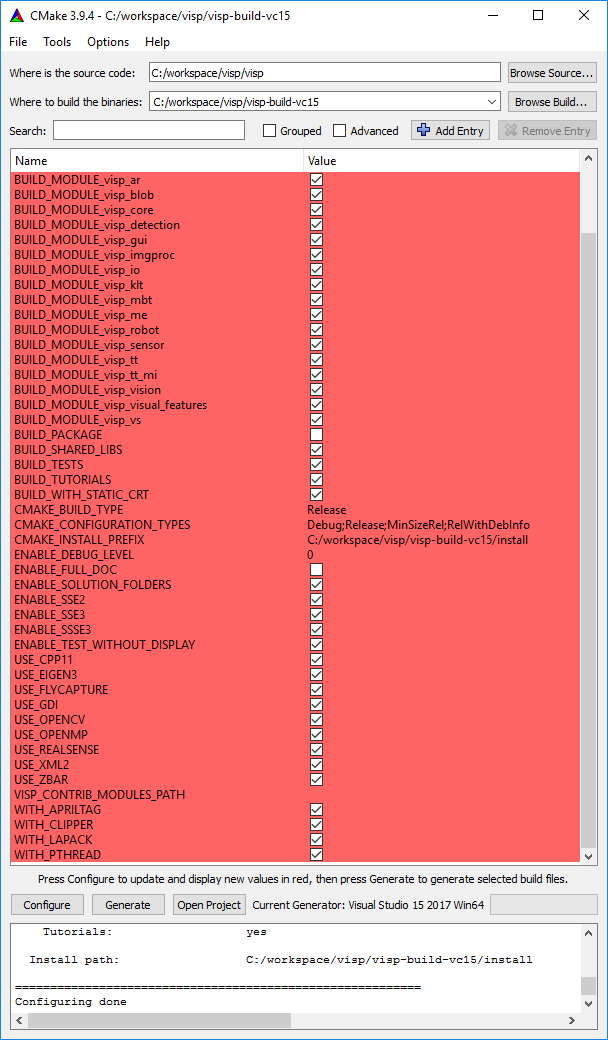 CMake 3.9.4 - C:/workspace/visp/visp-build-vc15
File Tools Options Help
Where is the source code: C:/workspace/visp/visp Browse Source...
Where to build the binaries: C:/workspace/visp/visp-build-vc15 Browse Build...
Search: Grouped Advanced Add Entry Remove Entry
Name Value
BUILD_MODULE_visp_ar
BUILD_MODULE_visp_blob
BUILD_MODULE_visp_core
BUILD_MODULE_visp_detection
BUILD_MODULE_visp_gui
BUILD_MODULE_visp_imgproc
BUILD_MODULE_visp_io
BUILD_MODULE_visp_klt
BUILD_MODULE_visp_mbt
BUILD_MODULE_visp_me
BUILD_MODULE_visp_robot
BUILD_MODULE_visp_sensor
BUILD_MODULE_visp_tt
BUILD_MODULE_visp_tt_mi
BUILD_MODULE_visp_vision
BUILD_MODULE_visp_visual_features
BUILD_MODULE_visp_vs
BUILD_PACKAGE
BUILD_SHARED_LIBS
BUILD_TESTS
BUILD_TUTORIALS
BUILD_WITH_STATIC_CRT
CMAKE_BUILD_TYPE Release
CMAKE_CONFIGURATION_TYPES Debug;Release;MinSizeRel;RelWithDebInfo
CMAKE_INSTALL_PREFIX C:/workspace/visp/visp-build-vc15/install
ENABLE_DEBUG_LEVEL 0
ENABLE_FULL_DOC
ENABLE_SOLUTION_FOLDERS
ENABLE_SSE2
ENABLE_SSE3
ENABLE_SSSE3
ENABLE_TEST_WITHOUT_DISPLAY
USE_CPP11
USE_EIGEN3
USE_FLYCAPTURE
USE_GDI
USE_OPENCV
USE_OPENMP
USE_REALSENSE
USE_XML2
USE_ZBAR
VISP_CONTRIB_MODULES_PATH
WITH_APRILTAG
WITH_CLIPPER
WITH_LAPACK
WITH_PTHREAD
Press Configure to update and display new values in red, then press Generate to generate selected build files.
Configure Generate Open Project Current Generator: Visual Studio 15 2017 Win64
Tutorials: yes
Install path: C:/workspace/visp/visp-build-vc15/install
==========================================================
Configuring done